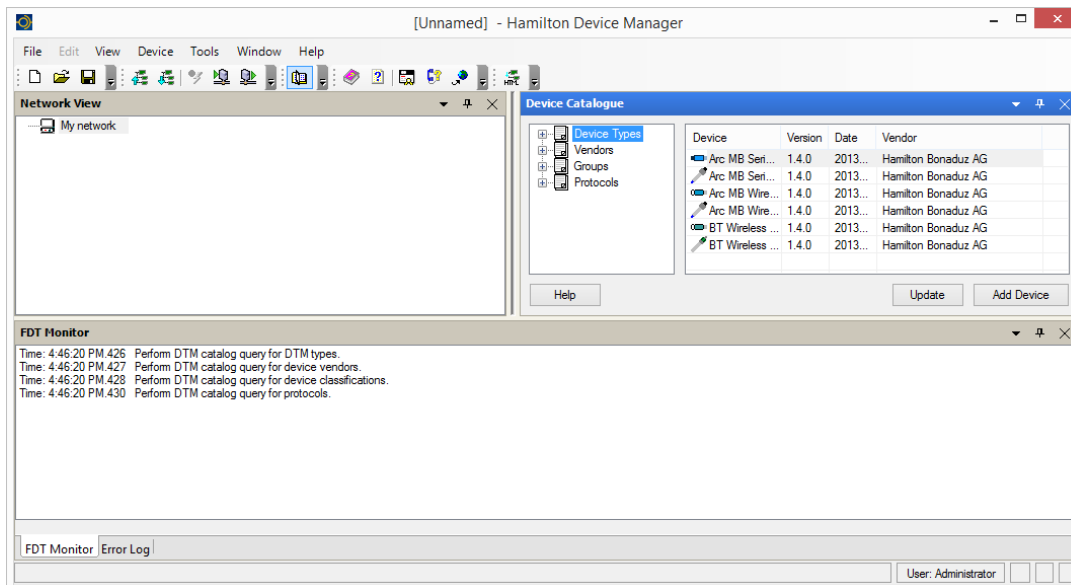 [Unnamed] - Hamilton Device Manager
File Edit View Device Tools Window Help
Network View
My network
Device Catalogue
Device Types
Vendors
Groups
Protocols
Device Version Date Vendor
Arc MB Seri... 1.4.0 2013... Hamilton Bonaduz AG
Arc MB Seri... 1.4.0 2013... Hamilton Bonaduz AG
Arc MB Wire... 1.4.0 2013... Hamilton Bonaduz AG
Arc MB Wire... 1.4.0 2013... Hamilton Bonaduz AG
BT Wireless ... 1.4.0 2013... Hamilton Bonaduz AG
BT Wireless ... 1.4.0 2013... Hamilton Bonaduz AG
Help Update Add Device
FDT Monitor
Time: 4:46:20 PM.426 Perform DTM catalog query for DTM types.
Time: 4:46:20 PM.427 Perform DTM catalog query for device vendors.
Time: 4:46:20 PM.428 Perform DTM catalog query for device classifications.
Time: 4:46:20 PM.430 Perform DTM catalog query for protocols.
FDT Monitor Error Log
User: Administrator